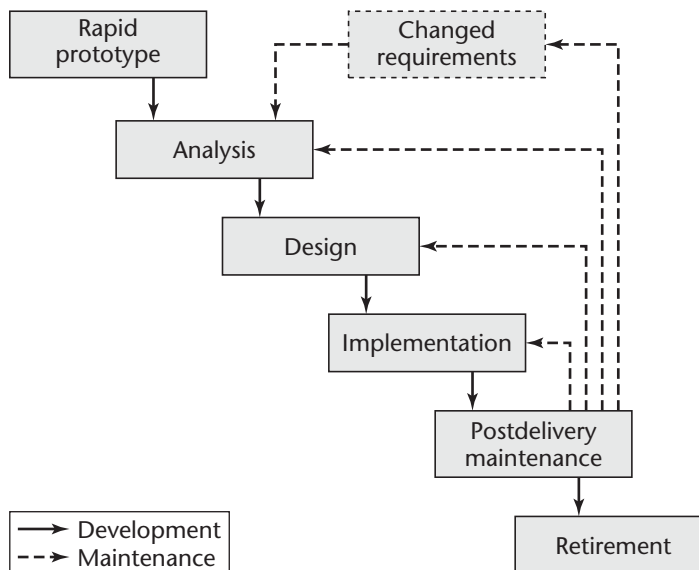 Rapid
prototype
Changed
requirements
Analysis
Design
Implementation
Postdelivery
maintenance
Retirement
Development
Maintenance